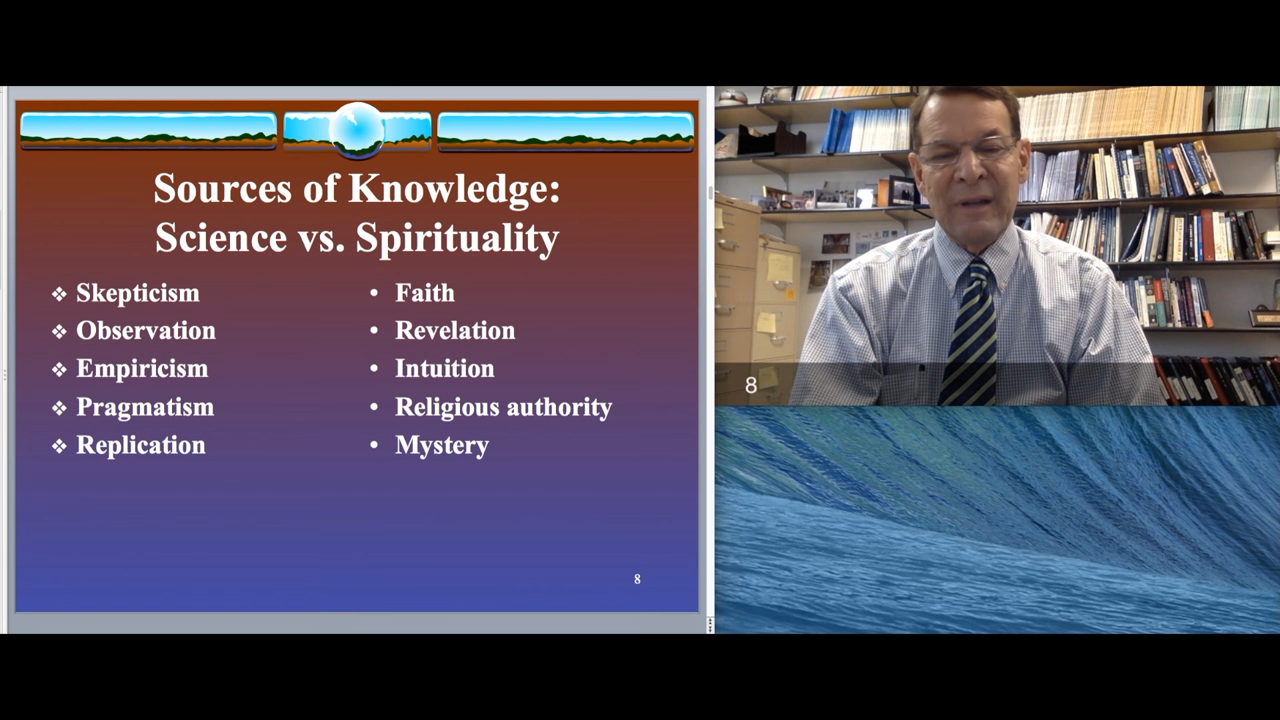 Sources of Knowledge:
Science vs. Spirituality
❖ Skepticism
❖ Observation
❖ Empiricism
❖ Pragmatism
❖ Replication
• Faith
• Revelation
• Intuition
• Religious authority
• Mystery
8
8